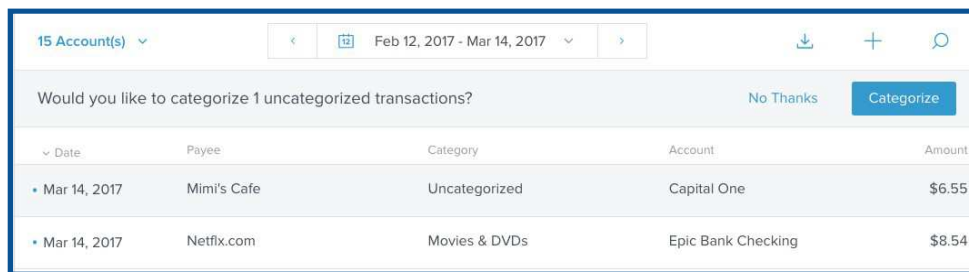 15 Account(s)
12 Feb 12, 2017 - Mar 14, 2017
Would you like to categorize 1 uncategorized transactions? No Thanks Categorize
Date Payee Category Account Amount
Mar 14, 2017 Mimi's Cafe Uncategorized Capital One $6.55
Mar 14, 2017 Netflx.com Movies & DVDs Epic Bank Checking $8.54